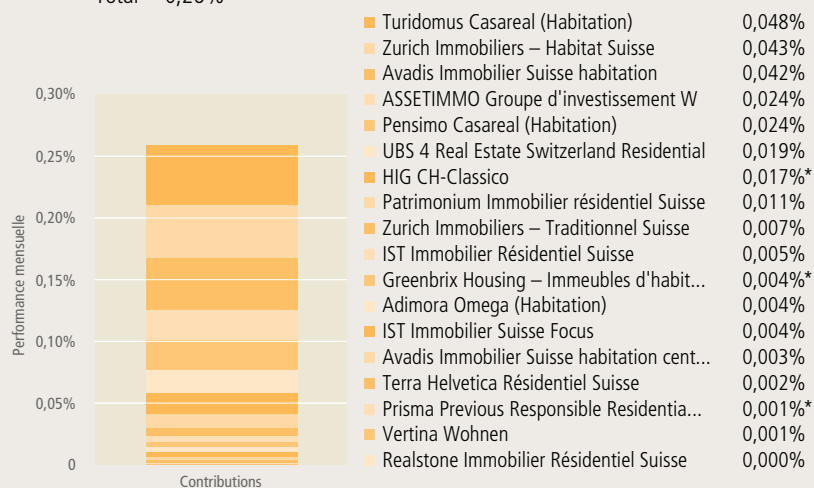 Turidomus Casareal (Habitation) 0,048%
Zurich Immobiliers – Habitat Suisse 0,043%
Avadis Immobilier Suisse habitation 0,042%
ASSETIMMO Groupe d'investissement W 0,024%
Pensimo Casareal (Habitation) 0,024%
UBS 4 Real Estate Switzerland Residential 0,019%
HIG CH-Classico 0,017%*
Patrimonium Immobilier résidentiel Suisse 0,011%
Zurich Immobiliers – Traditionnel Suisse 0,007%
IST Immobilier Résidentiel Suisse 0,005%
Greenbrix Housing – Immeubles d'habit... 0,004%*
Adimora Omega (Habitation) 0,004%
IST Immobilier Suisse Focus 0,004%
Avadis Immobilier Suisse habitation cent... 0,003%
Terra Helvetica Résidentiel Suisse 0,002%
Prisma Previous Responsible Residentia... 0,001%*
Vertina Wohnen 0,001%
Realstone Immobilier Résidentiel Suisse 0,000%
Performance mensuelle
0,30%
0,25%
0,20%
0,15%
0,10%
0,05%
0
Contributions